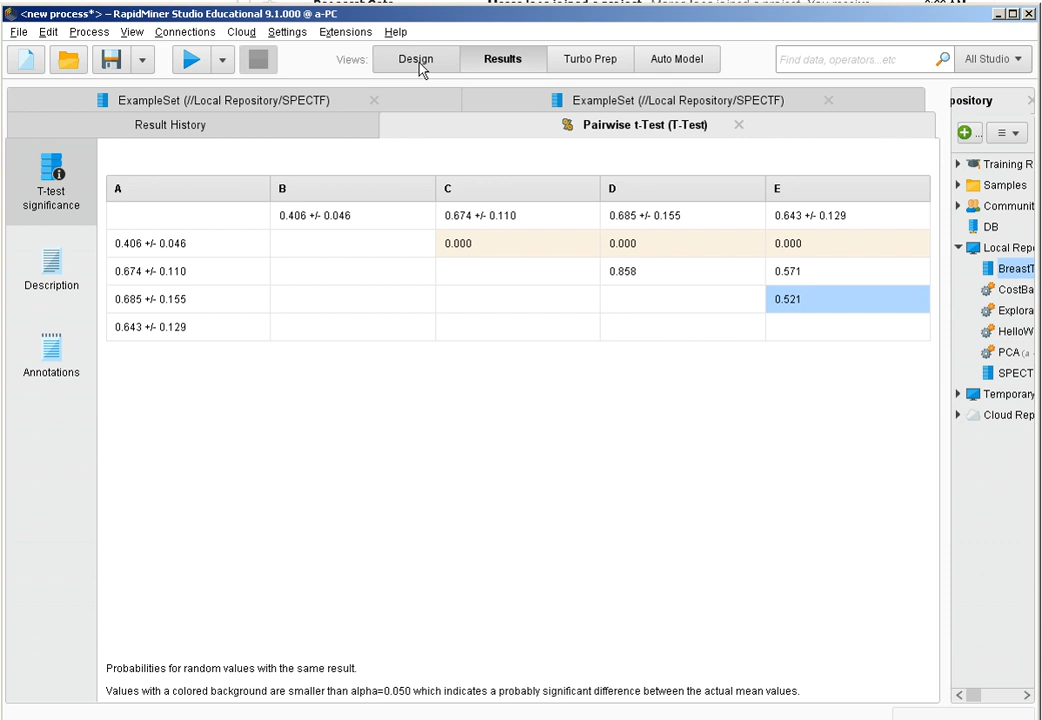 <new process*> – RapidMiner Studio Educational 9.1.000 @ a-PC
File Edit Process View Connections Cloud Settings Extensions Help
Views: Design Results Turbo Prep Auto Model Find data, operators...etc All Studio
ExampleSet (//Local Repository/SPECTF) ExampleSet (//Local Repository/SPECTF)
pository
Result History Pairwise t-Test (T-Test)
...
T-test
significance
Description
Annotations
A B C D E
0.406 +/- 0.046 0.674 +/- 0.110 0.685 +/- 0.155 0.643 +/- 0.129
0.406 +/- 0.046 0.000 0.000 0.000
0.674 +/- 0.110 0.858 0.571
0.685 +/- 0.155 0.521
0.643 +/- 0.129
Training R
Samples
Communit
DB
Local Repo
BreastT
CostBa
Explora
HelloW
PCA (a
SPECT
Temporary
Cloud Rep
Probabilities for random values with the same result.
Values with a colored background are smaller than alpha=0.050 which indicates a probably significant difference between the actual mean values.